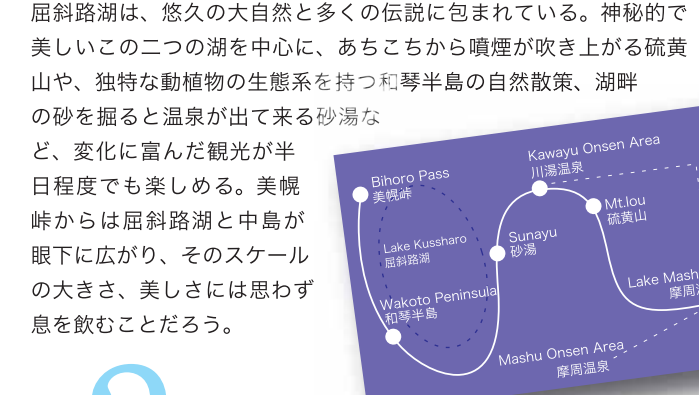 屈斜路湖は、悠久の大自然と多くの伝説に包まれている。神秘的で
美しいこの二つの湖を中心に、あちこちから噴煙が吹き上がる硫黄
山や、独特な動植物の生態系を持つ和琴半島の自然散策、湖畔
の砂を掘ると温泉が出て来る砂湯な
ど、変化に富んだ観光が半
日程度でも楽しめる。美幌
峠からは屈斜路湖と中島が
眼下に広がり、そのスケール
の大きさ、美しさには思わず
息を飲むことだろう。
Kawayu Onsen Area
川湯温泉
Bihoro Pass
美幌峠
Mt.Iou
硫黄山
Lake Kussharo
屈斜路湖
Sunayu
砂湯
Lake Mash
摩周
Wakoto Peninsula
和琴半島
Mashu Onsen Area
摩周温泉